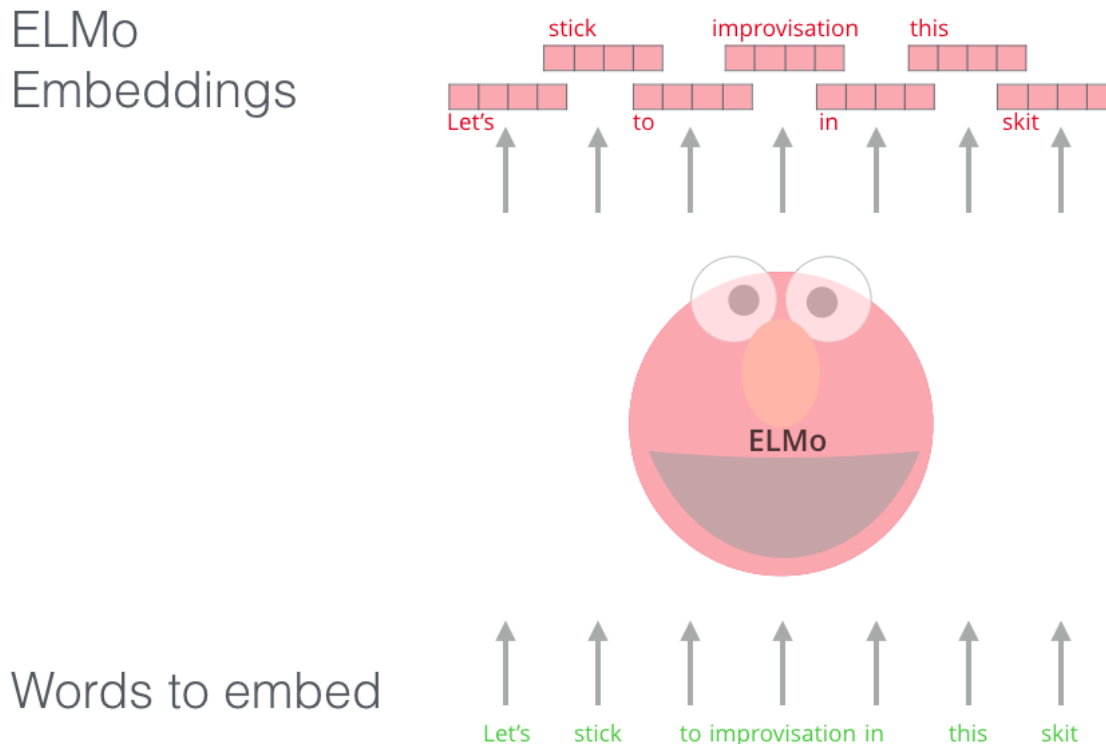 ELMo
Embeddings
stick improvisation this
Let's to in skit
ELMo
Words to embed
Let's stick to improvisation in this skit